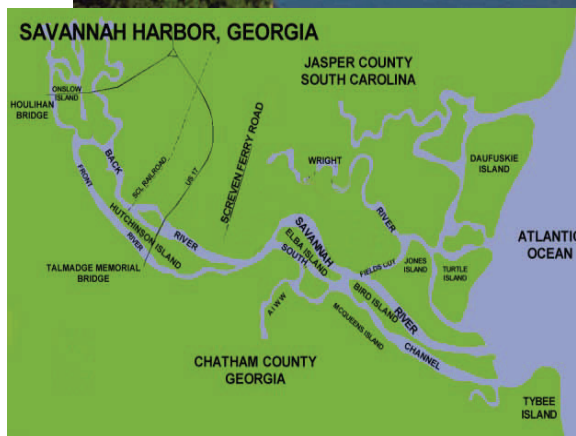 SAVANNAH HARBOR, GEORGIA
JASPER COUNTY
SOUTH CAROLINA
ONSLOW
ISLAND
HOULIHAN
BRIDGE
BACK
RIVER
FRONT
RIVER
SCL RAILROAD
US 17
SCREVEN FERRY ROAD
HUTCHINSON ISLAND
TALMADGE MEMORIAL
BRIDGE
WRIGHT
RIVER
DAUFUSKIE
ISLAND
ATLANTIC
OCEAN
SAVANNAH
RIVER
ELBA ISLAND
SOUTH
CHANNEL
FIELDS CUT
JONES
ISLAND
TURTLE
ISLAND
BIRD ISLAND
AIWW
MCQUEENS ISLAND
CHATHAM COUNTY
GEORGIA
TYBEE
ISLAND